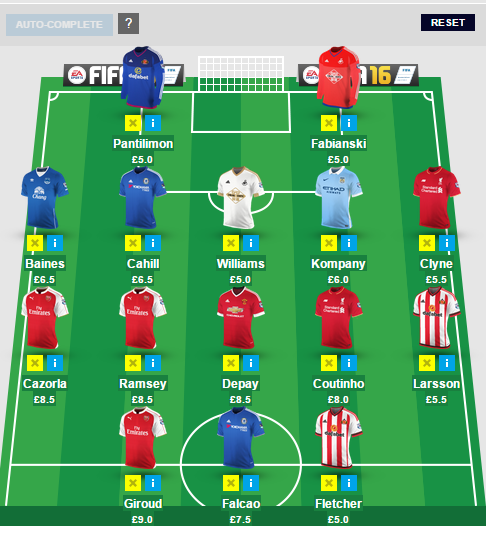 AUTO-COMPLETE ? RESET
EA SPORTS FIFA 16
Pantilimon Fabianski
£5.0 £5.0
Baines Cahill Williams Kompany Clyne
£6.5 £6.5 £5.0 £6.0 £5.5
Cazorla Ramsey Depay Coutinho Larsson
£8.5 £8.5 £8.5 £8.0 £5.5
Giroud Falcao Fletcher
£9.0 £7.5 £5.0